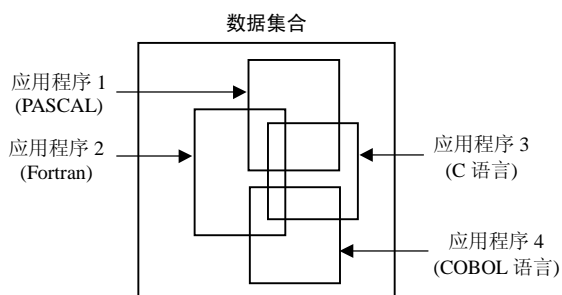 数据集合
应用程序 1
(PASCAL)
应用程序 2
(Fortran)
应用程序 3
(C 语言)
应用程序 4
(COBOL 语言)